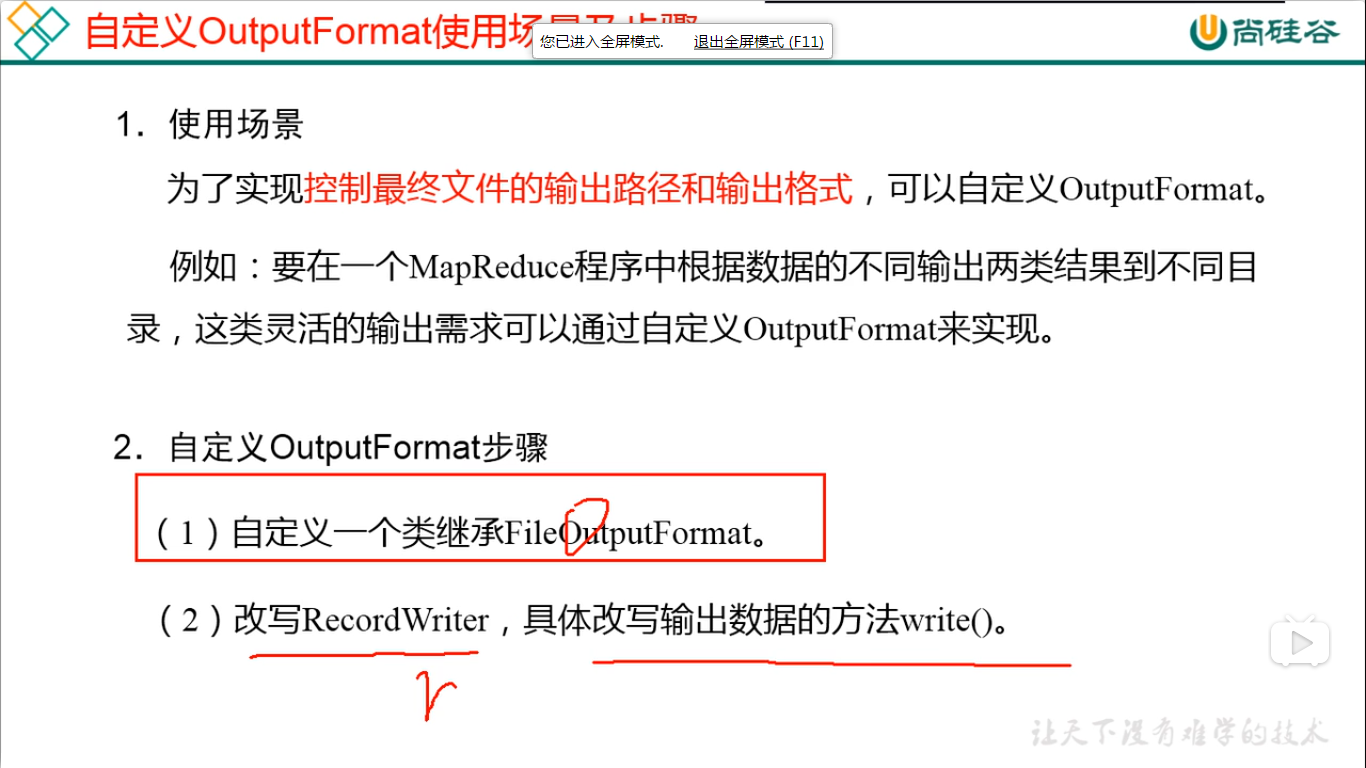 自定义OutputFormat使用场景及步骤
尚硅谷
您已进入全屏模式. 退出全屏模式 (F11)
1. 使用场景
为了实现控制最终文件的输出路径和输出格式，可以自定义OutputFormat。
例如：要在一个MapReduce程序中根据数据的不同输出两类结果到不同目
录，这类灵活的输出需求可以通过自定义OutputFormat来实现。
2. 自定义OutputFormat步骤
（1）自定义一个类继承FileOutputFormat。
（2）改写RecordWriter，具体改写输出数据的方法write()。
r
让天下没有难学的技术